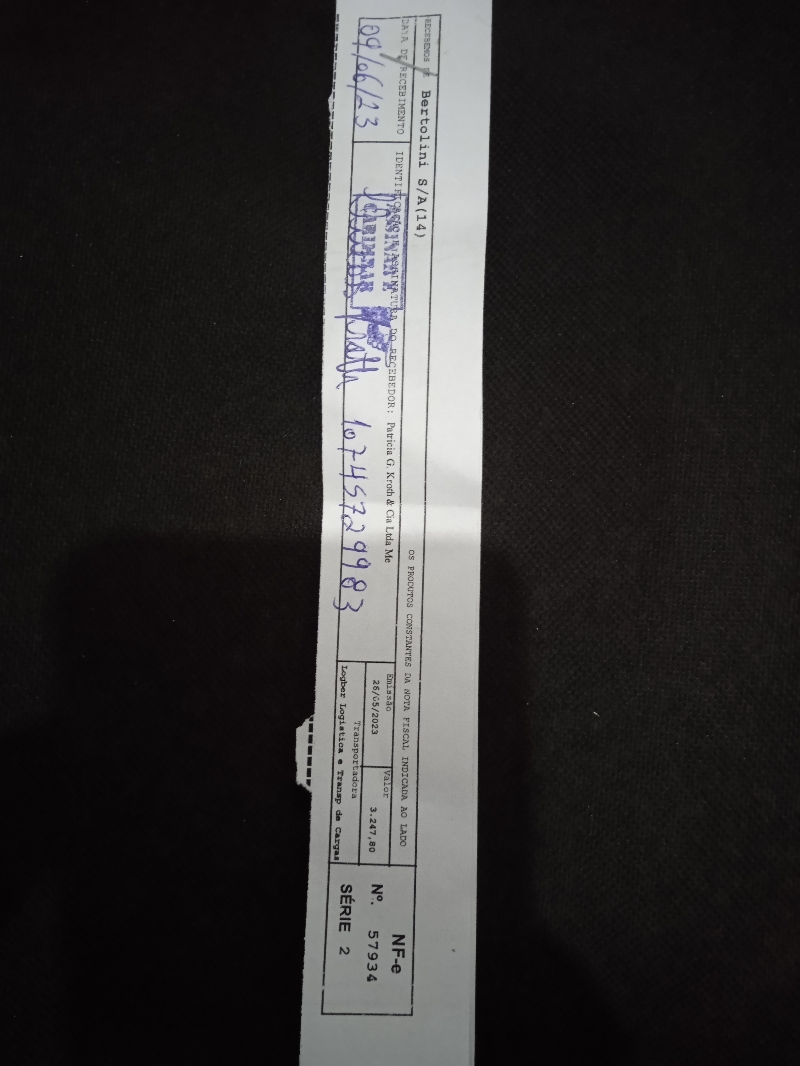 RECEBEMOS DE Bertolini S/A(14)
OS PRODUTOS CONSTANTES DA NOTA FISCAL INDICADA AO LADO
DATA DE RECEBIMENTO
09/06/23
IDENTIFICAÇÃO E ASSINATURA DO RECEBEDOR: Patricia G. Kroth & Cia Ltda Me
Kroth 10745729983
Emissão
26/05/2023
Valor
3.247,80
Transportadora
Logber Logistica e Transp de Cargas
NF-e
Nº. 57934
SÉRIE 2